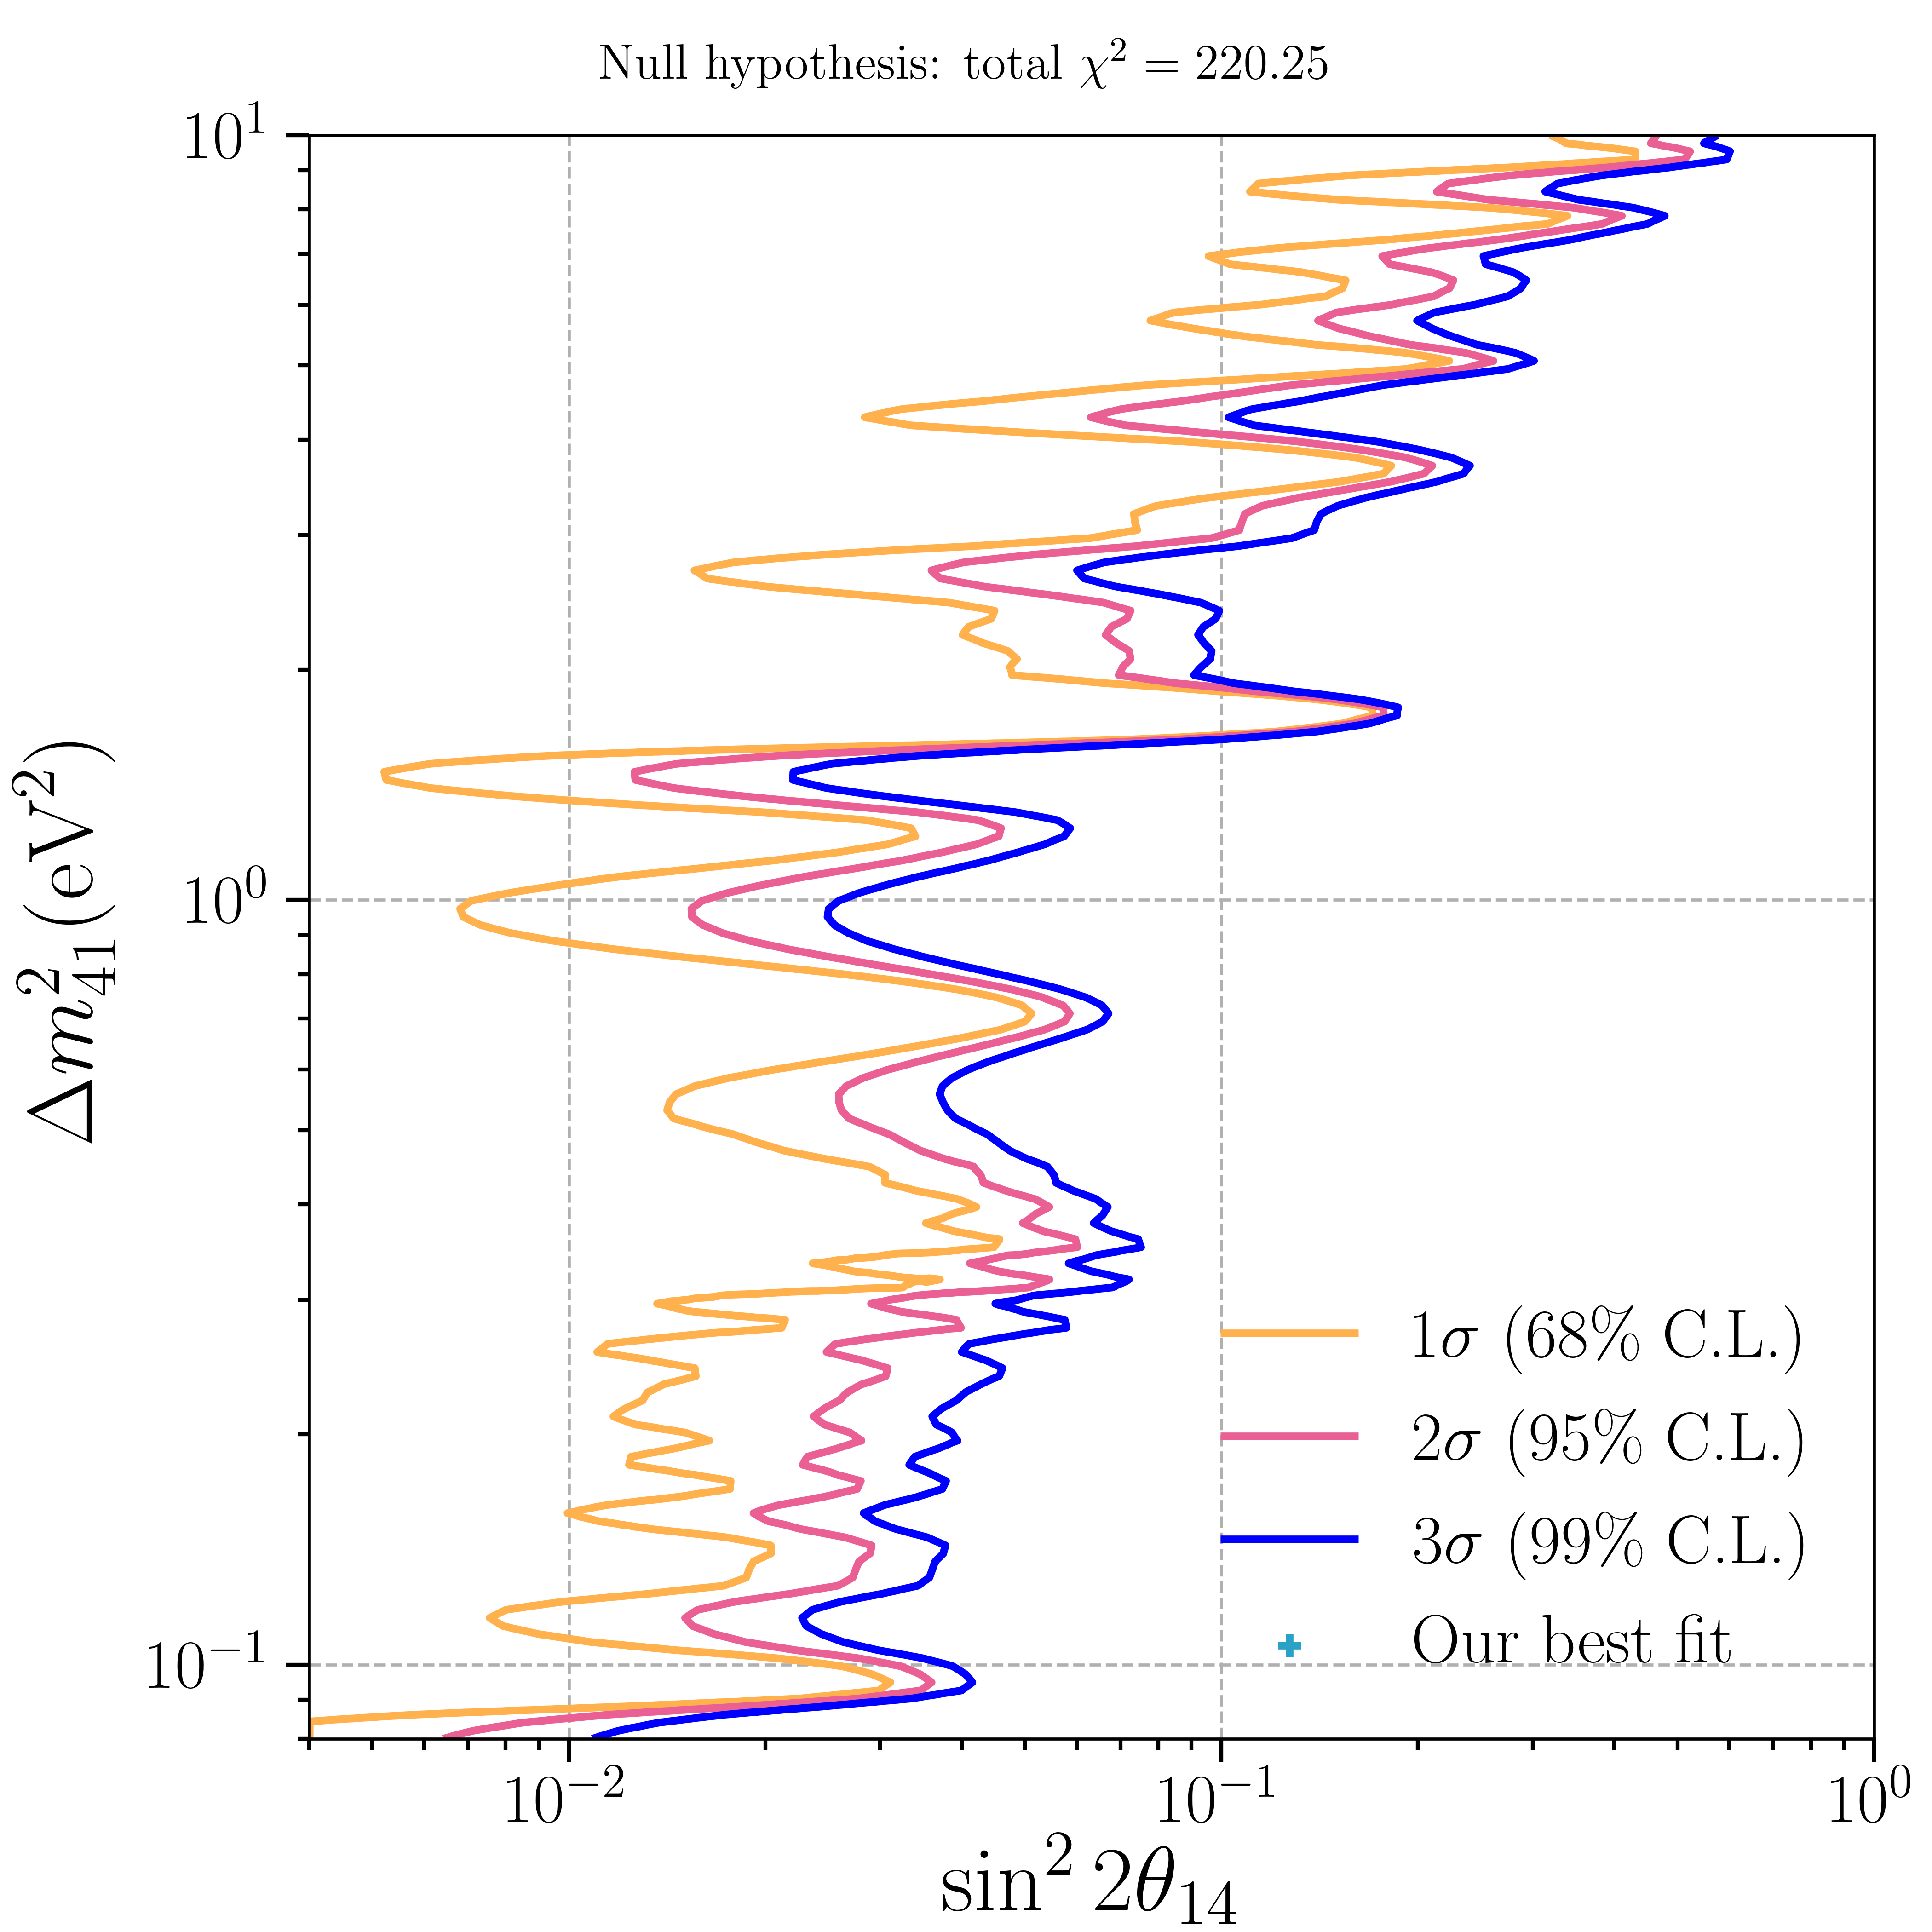 Null hypothesis: total χ² = 220.25
10¹
10⁰
10⁻¹
Δm²₄₁(eV²)
1σ (68% C.L.)
2σ (95% C.L.)
3σ (99% C.L.)
Our best fit
10⁻² 10⁻¹ 10⁰
sin² 2θ₁₄